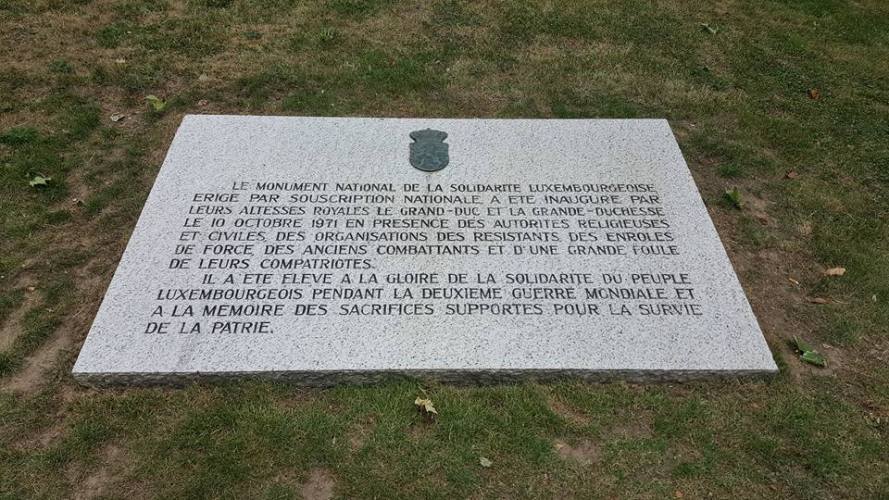 LE MONUMENT NATIONAL DE LA SOLIDARITE LUXEMBOURGEOISE,
ERIGE PAR SOUSCRIPTION NATIONALE, A ETE INAUGURE PAR
LEURS ALTESSES ROYALES LE GRAND-DUC ET LA GRANDE-DUCHESSE
LE 10 OCTOBRE 1971 EN PRESENCE DES AUTORITES RELIGIEUSES
ET CIVILES, DES ORGANISATIONS DES RESISTANTS, DES ENROLES
DE FORCE, DES ANCIENS COMBATTANTS ET D'UNE GRANDE FOULE
DE LEURS COMPATRIOTES.
IL A ETE ELEVE A LA GLOIRE DE LA SOLIDARITE DU PEUPLE
LUXEMBOURGEOIS PENDANT LA DEUXIEME GUERRE MONDIALE ET
A LA MEMOIRE DES SACRIFICES SUPPORTES POUR LA SURVIE
DE LA PATRIE.